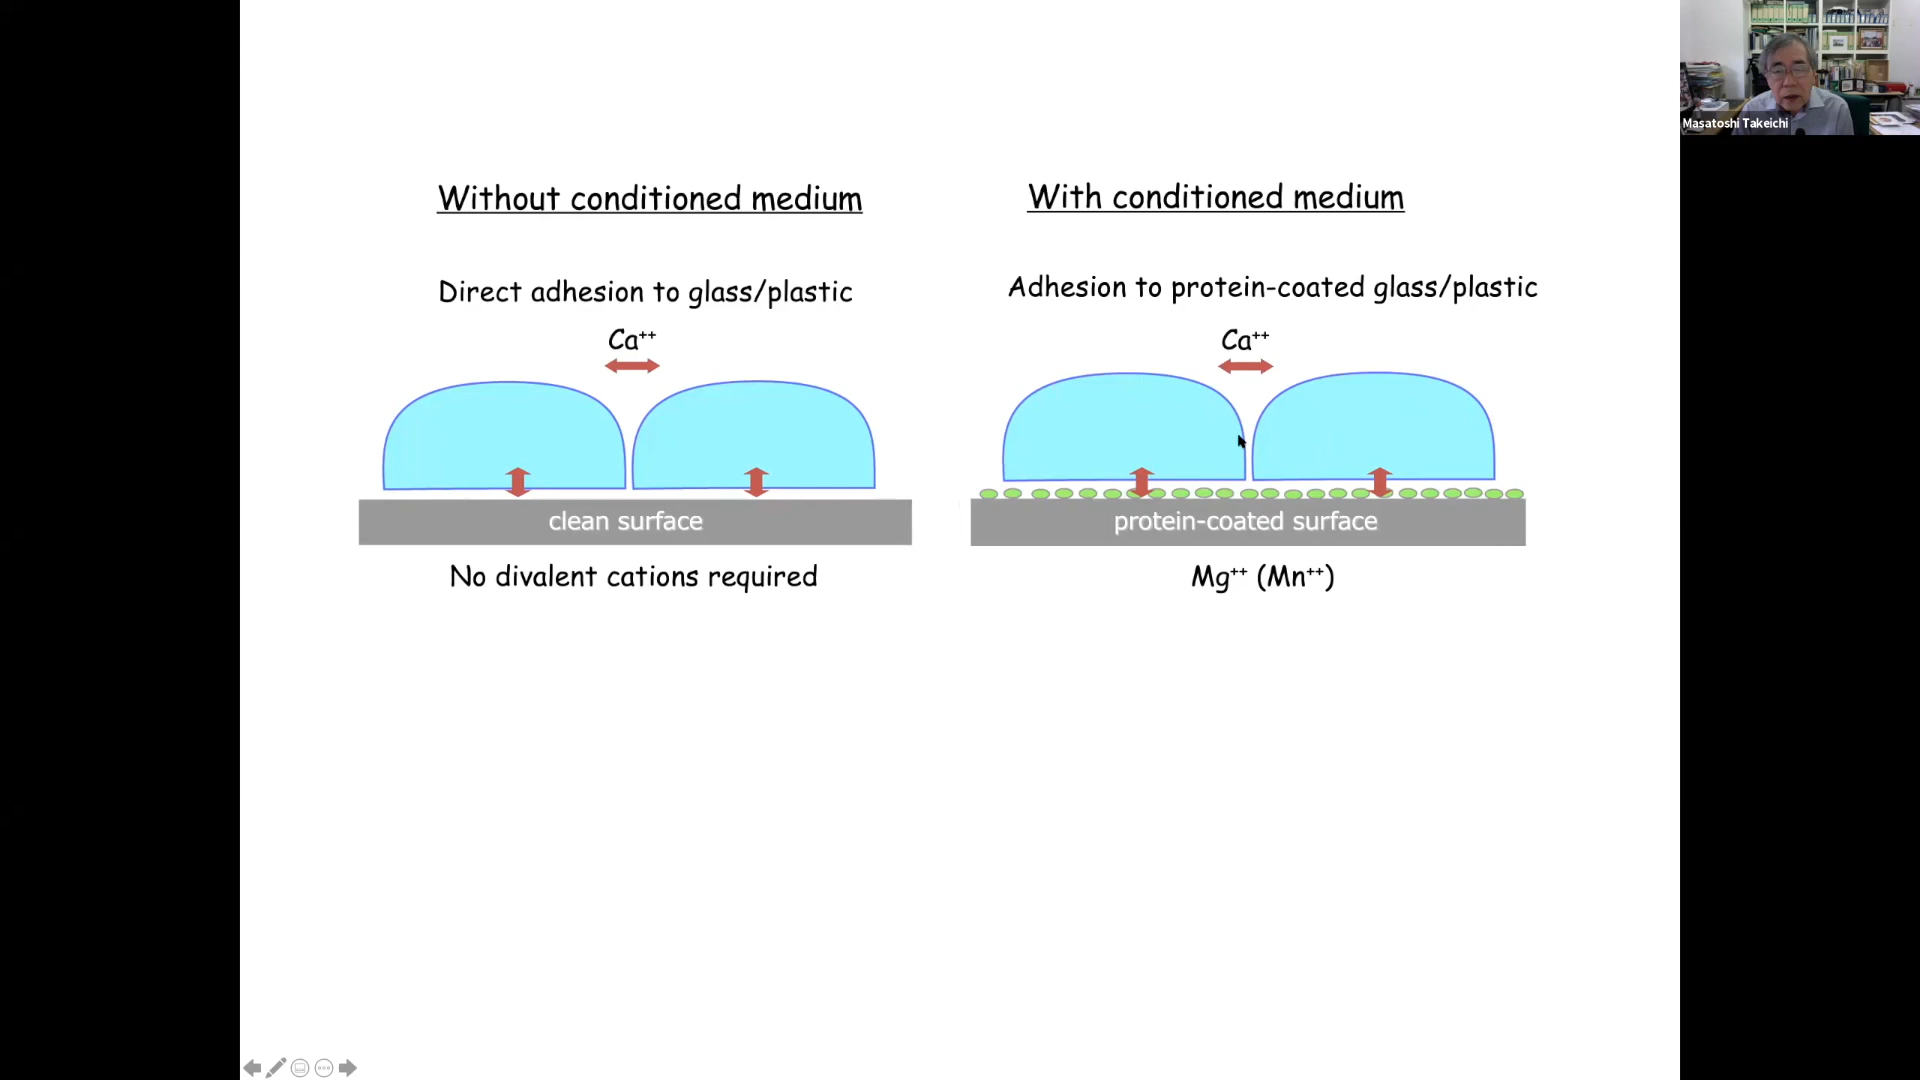 Masatoshi Takeichi
Without conditioned medium
Direct adhesion to glass/plastic
Ca⁺⁺
clean surface
No divalent cations required
With conditioned medium
Adhesion to protein-coated glass/plastic
Ca⁺⁺
protein-coated surface
Mg⁺⁺ (Mn⁺⁺)